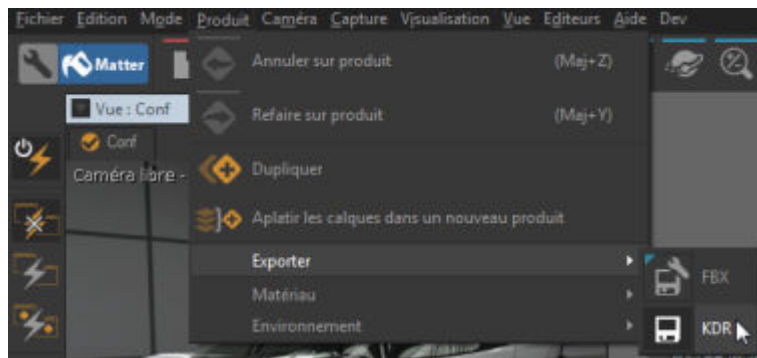 Fichier Edition Mode Produit Caméra Capture Visualisation Vue Editeurs Aide Dev
Matter
Annuler sur produit (Maj+Z)
Vue : Conf
Refaire sur produit (Maj+Y)
Conf
Caméra libre -
Dupliquer
Aplatir les calques dans un nouveau produit
Exporter
FBX
Matériau
Environnement
KDR